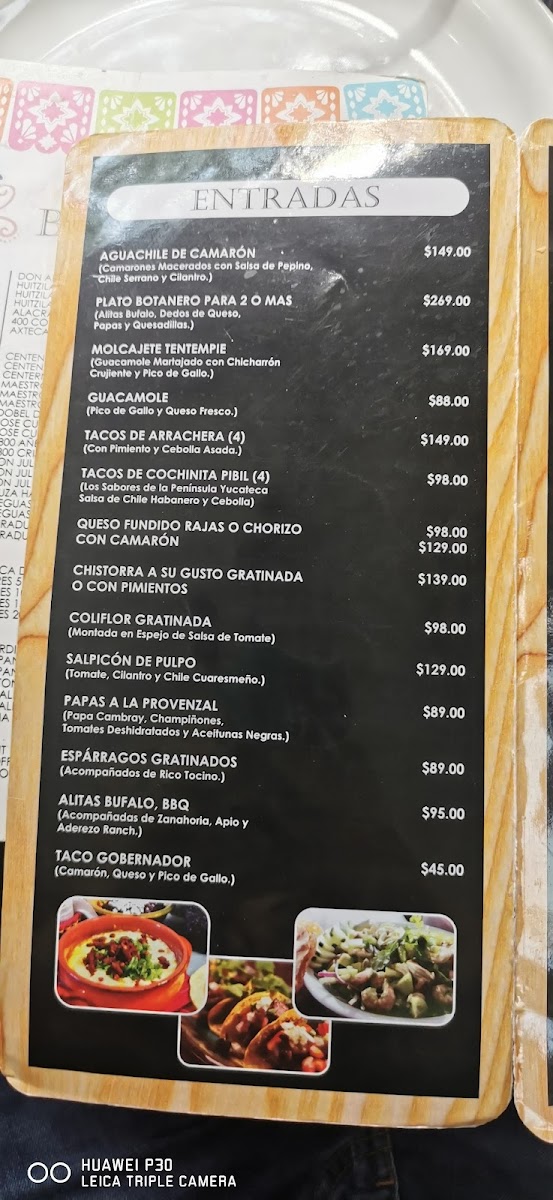 ENTRADAS
AGUACHILE DE CAMARÓN $149.00
(Camarones Macerados con Salsa de Pepino,
Chile Serrano y Cilantro.)
PLATO BOTANERO PARA 2 O MAS $269.00
(Alitas Bufalo, Dedos de Queso,
Papas y Quesadillas.)
MOLCAJETE TENTEMPIE $169.00
(Guacamole Martajado con Chicharrón
Crujiente y Pico de Gallo.)
GUACAMOLE $88.00
(Pico de Gallo y Queso Fresco.)
TACOS DE ARRACHERA (4) $149.00
(Con Pimiento y Cebolla Asada.)
TACOS DE COCHINITA PIBIL (4) $98.00
(Los Sabores de la Península Yucateca
Salsa de Chile Habanero y Cebolla)
QUESO FUNDIDO RAJAS O CHORIZO $98.00
CON CAMARÓN $129.00
CHISTORRA A SU GUSTO GRATINADA $139.00
O CON PIMIENTOS
COLIFLOR GRATINADA $98.00
(Montada en Espejo de Salsa de Tomate)
SALPICÓN DE PULPO $129.00
(Tomate, Cilantro y Chile Cuaresmeño.)
PAPAS A LA PROVENZAL $89.00
(Papa Cambray, Champiñones,
Tomates Deshidratados y Aceitunas Negras.)
ESPÁRRAGOS GRATINADOS $89.00
(Acompañados de Rico Tocino.)
ALITAS BUFALO, BBQ $95.00
(Acompañadas de Zanahoria, Apio y
Aderezo Ranch.)
TACO GOBERNADOR $45.00
(Camarón, Queso y Pico de Gallo.)
HUAWEI P30
LEICA TRIPLE CAMERA